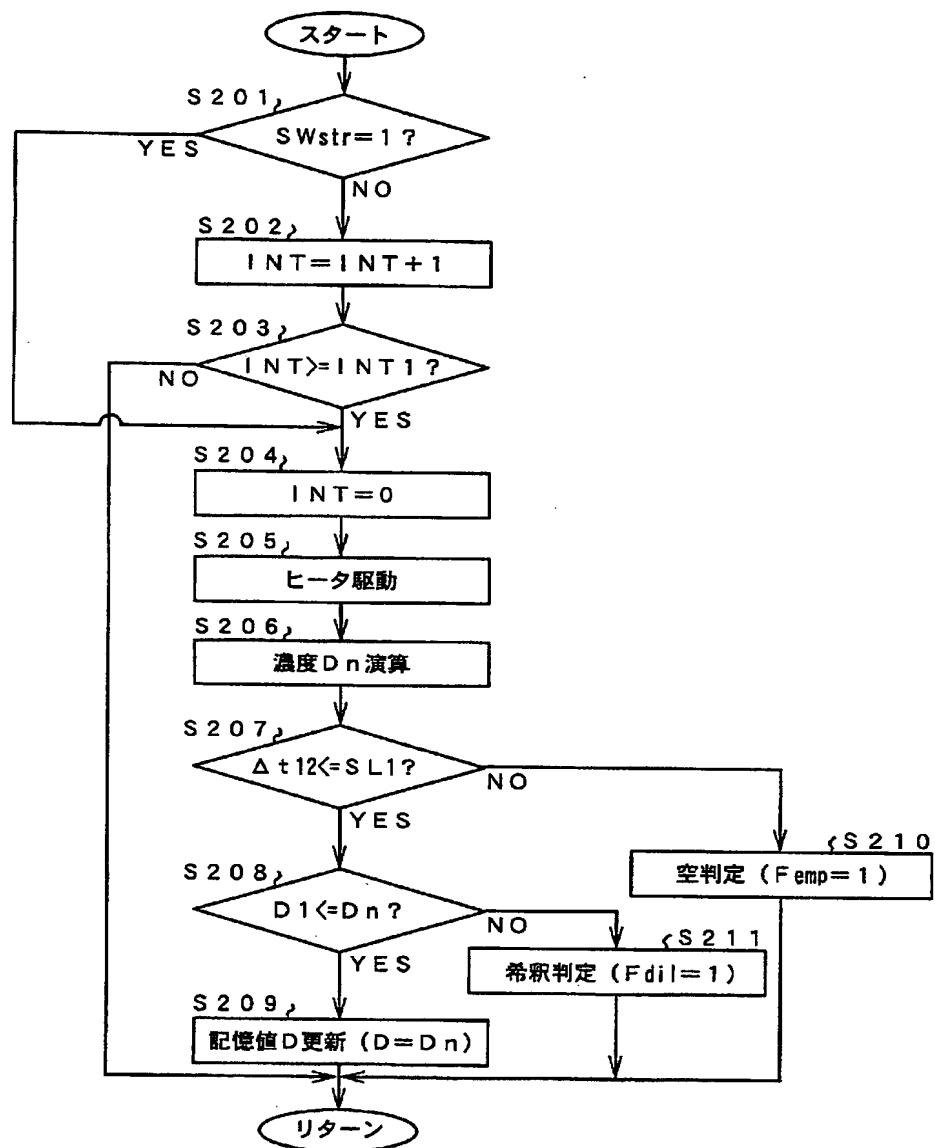 スタート
S201
SWstr=1?
YES
NO
S202
INT=INT+1
S203
INT>=INT1?
NO
YES
S204
INT=0
S205
ヒータ駆動
S206
濃度Dn演算
S207
Δt12<=SL1?
NO
YES
S210
空判定(Femp=1)
S208
D1<=Dn?
NO
YES
S211
希釈判定(Fdil=1)
S209
記憶値D更新(D=Dn)
リターン